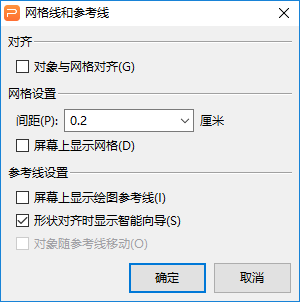 网格线和参考线
对齐
对象与网格对齐(G)
网格设置
间距(P): 0.2 厘米
屏幕上显示网格(D)
参考线设置
屏幕上显示绘图参考线(I)
形状对齐时显示智能向导(S)
对象随参考线移动(O)
确定 取消